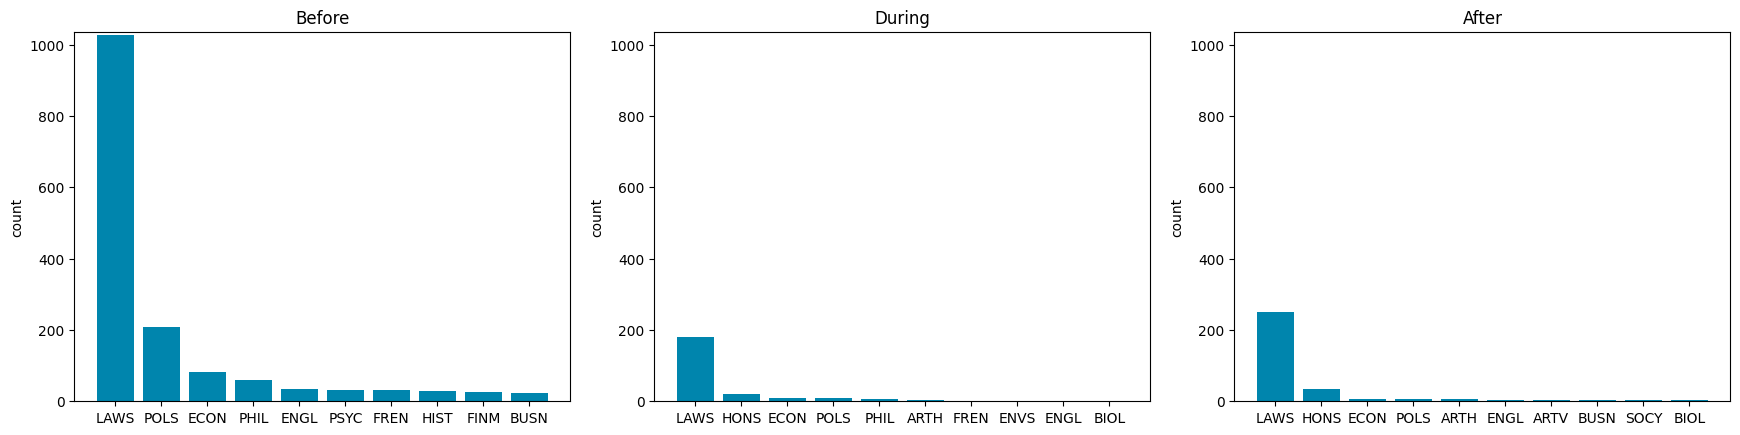 Before
1000
800
600
400
200
0
count
LAWS POLS ECON PHIL ENGL PSYC FREN HIST FINM BUSN
During
1000
800
600
400
200
0
count
LAWS HONS ECON POLS PHIL ARTH FREN ENVS ENGL BIOL
After
1000
800
600
400
200
0
count
LAWS HONS ECON POLS ARTH ENGL ARTV BUSN SOCY BIOL